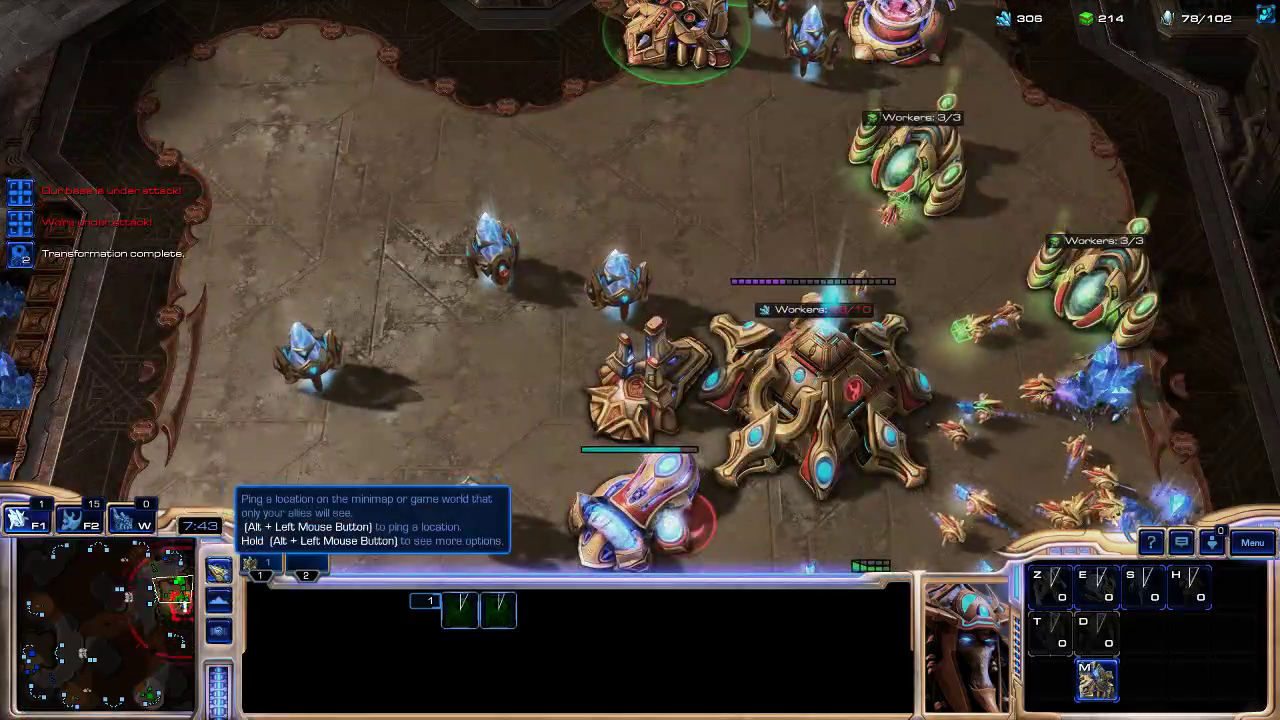 306 214 78/102
Workers: 3/3
Our base is under attack!
Warp under attack!
Transformation complete.
Workers: 3/3
Workers: /10
Ping a location on the minimap or game world that
only your allies will see.
(Alt + Left Mouse Button) to ping a location.
Hold (Alt + Left Mouse Button) to see more options.
1 15 0
F1 F2 W
7:43
2
1
1 2
1
?
0
Menu
Z 0 E 0 S 0 H 0
T 0 D 0
M